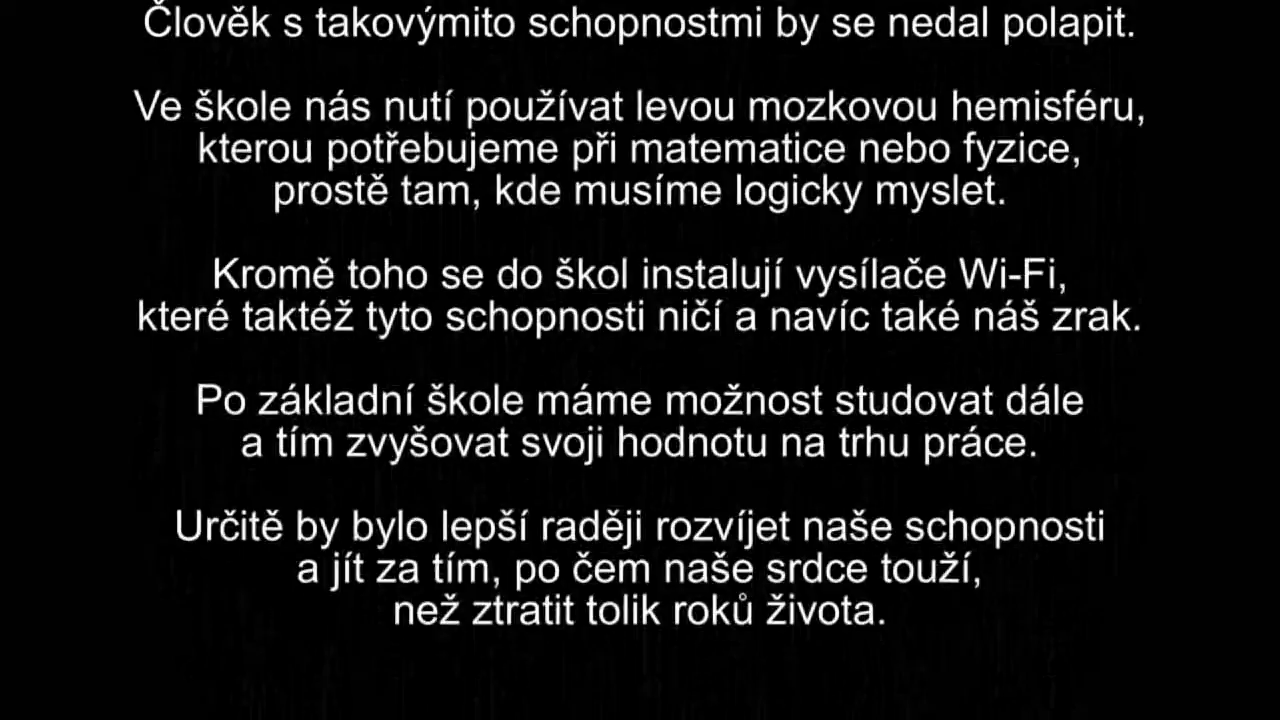 Člověk s takovýmito schopnostmi by se nedal polapit.
Ve škole nás nutí používat levou mozkovou hemisféru,
kterou potřebujeme při matematice nebo fyzice,
prostě tam, kde musíme logicky myslet.
Kromě toho se do škol instalují vysílače Wi-Fi,
které taktéž tyto schopnosti ničí a navíc také náš zrak.
Po základní škole máme možnost studovat dále
a tím zvyšovat svoji hodnotu na trhu práce.
Určitě by bylo lepší raději rozvíjet naše schopnosti
a jít za tím, po čem naše srdce touží,
než ztratit tolik roků života.